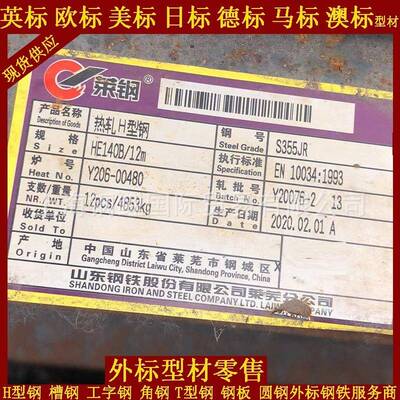 英标 欧标 美标 日标 德标 马标 澳标型材
现货供应
莱钢
产品名称 热轧H型钢 钢号 S355JR
Description of Goods Steel Grade
规格 HE140B/12m 执行标准 EN 10034:1993
Size Specification
炉号 Y206-00480 轧批号 Y20076-2 13
Heat No. Batch
支数/重量 12pcs/4853kg 生产日期 2020.02.01 A
NR./WT.
收货单位
Sold To
产地 中国山东省莱芜市钢城区
Origin Gangcheng District Laiwu City, Shandong Province, China
山东钢铁股份有限公司莱芜分公司
SHANDONG IRON AND STEEL COMPANY LTD. LAIWU COMPANY
外标型材零售
H型钢 槽钢 工字钢 角钢 T型钢 钢板 圆钢外标钢铁服务商